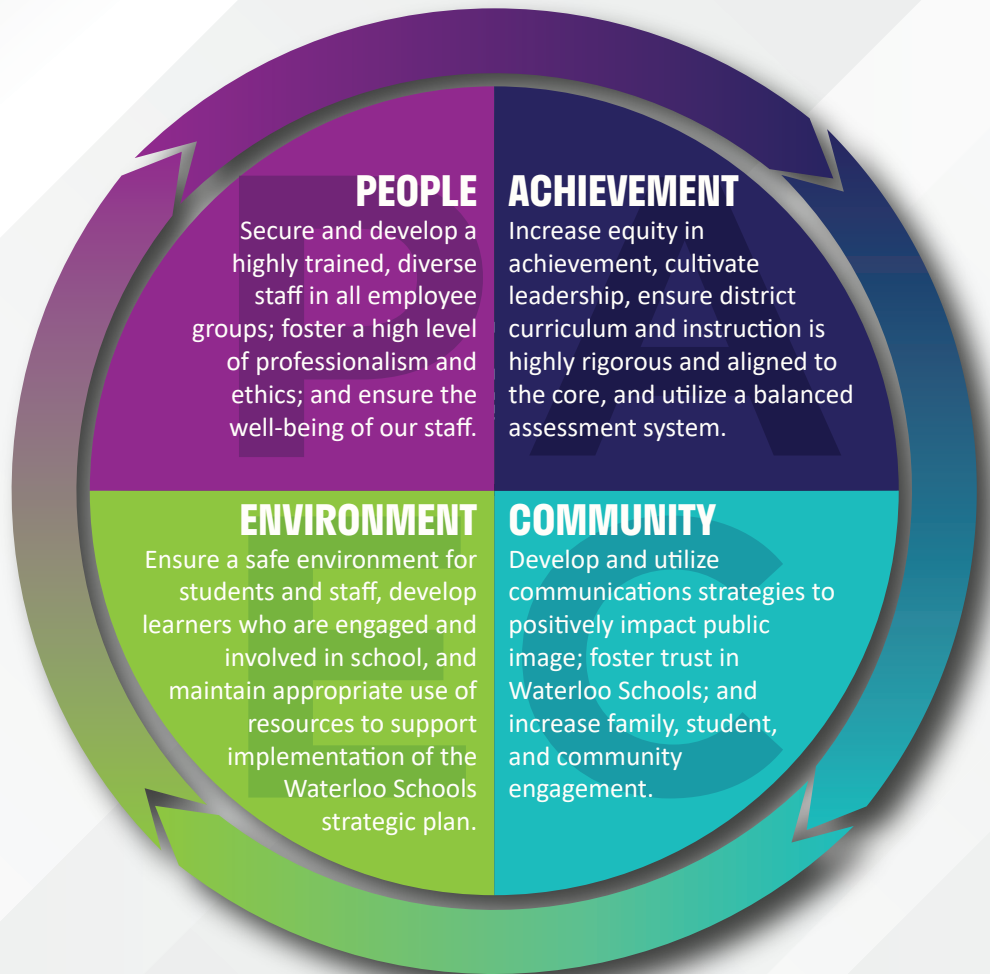 PEOPLE
Secure and develop a
highly trained, diverse
staff in all employee
groups; foster a high level
of professionalism and
ethics; and ensure the
well-being of our staff.
ACHIEVEMENT
Increase equity in
achievement, cultivate
leadership, ensure district
curriculum and instruction is
highly rigorous and aligned to
the core, and utilize a balanced
assessment system.
ENVIRONMENT
Ensure a safe environment for
students and staff, develop
learners who are engaged and
involved in school, and
maintain appropriate use of
resources to support
implementation of the
Waterloo Schools
strategic plan.
COMMUNITY
Develop and utilize
communications strategies to
positively impact public
image; foster trust in
Waterloo Schools; and
increase family, student,
and community
engagement.
P
A
E
C